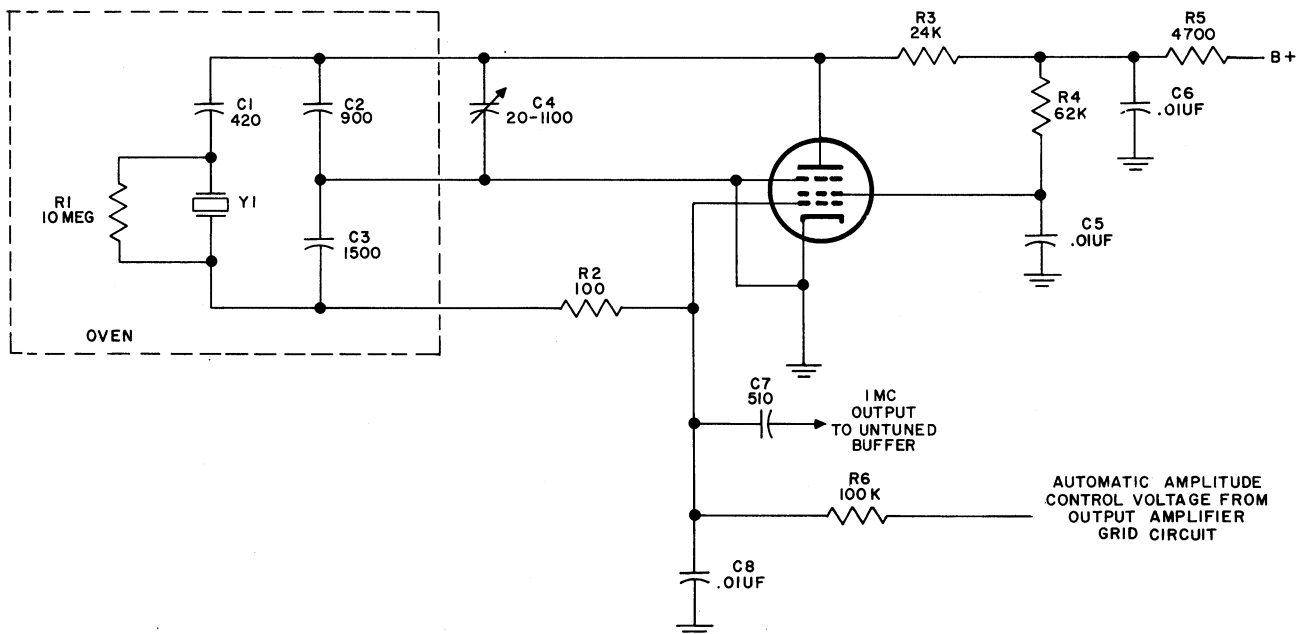 R3
24K
R5
4700
B+
C1
420
C2
900
C4
20-1100
R4
62K
C6
.01UF
R1
10 MEG
Y1
C3
1500
C5
.01UF
R2
100
OVEN
C7
510
1 MC
OUTPUT
TO UNTUNED
BUFFER
R6
100K
AUTOMATIC AMPLITUDE
CONTROL VOLTAGE FROM
OUTPUT AMPLIFIER
GRID CIRCUIT
C8
.01UF